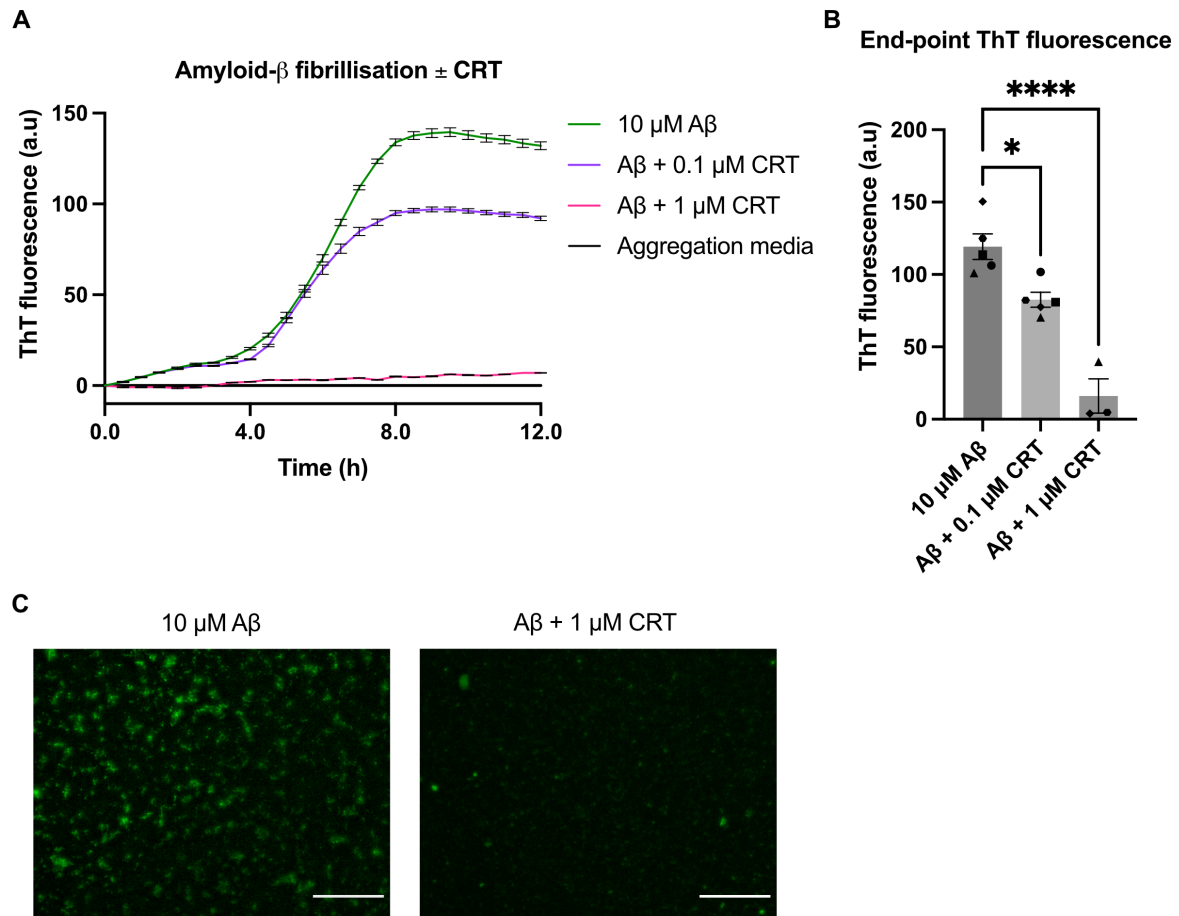 A
Amyloid-β fibrillisation ± CRT
ThT fluorescence (a.u)
150
100
50
0
0.0
4.0
8.0
12.0
Time (h)
10 µM Aβ
Aβ + 0.1 µM CRT
Aβ + 1 µM CRT
Aggregation media
B
End-point ThT fluorescence
****
*
ThT fluorescence (a.u)
200
150
100
50
0
10 µM Aβ
Aβ + 0.1 µM CRT
Aβ + 1 µM CRT
C
10 µM Aβ
Aβ + 1 µM CRT